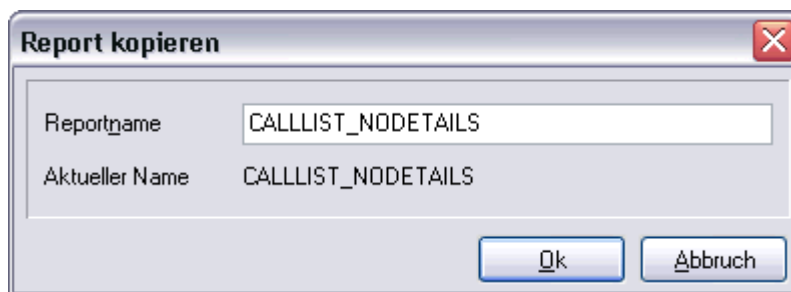 Report kopieren
Reportname CALLLIST_NODETAILS
Aktueller Name CALLLIST_NODETAILS
Ok Abbruch